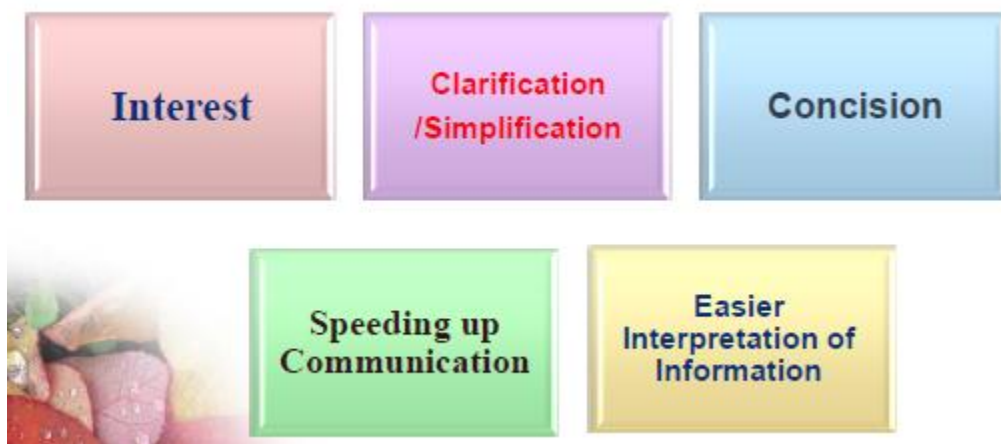 Interest
Clarification
/Simplification
Concision
Speeding up
Communication
Easier
Interpretation of
Information